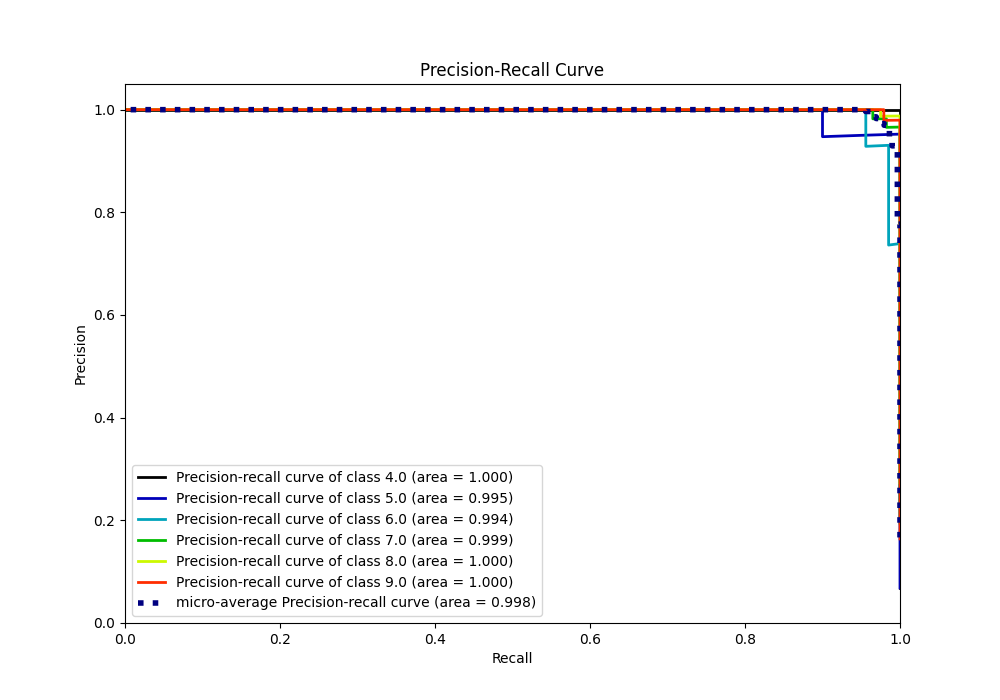 Precision-Recall Curve
1.0
0.8
0.6
0.4
0.2
0.0
Precision
Precision-recall curve of class 4.0 (area = 1.000)
Precision-recall curve of class 5.0 (area = 0.995)
Precision-recall curve of class 6.0 (area = 0.994)
Precision-recall curve of class 7.0 (area = 0.999)
Precision-recall curve of class 8.0 (area = 1.000)
Precision-recall curve of class 9.0 (area = 1.000)
micro-average Precision-recall curve (area = 0.998)
0.0 0.2 0.4 0.6 0.8 1.0
Recall